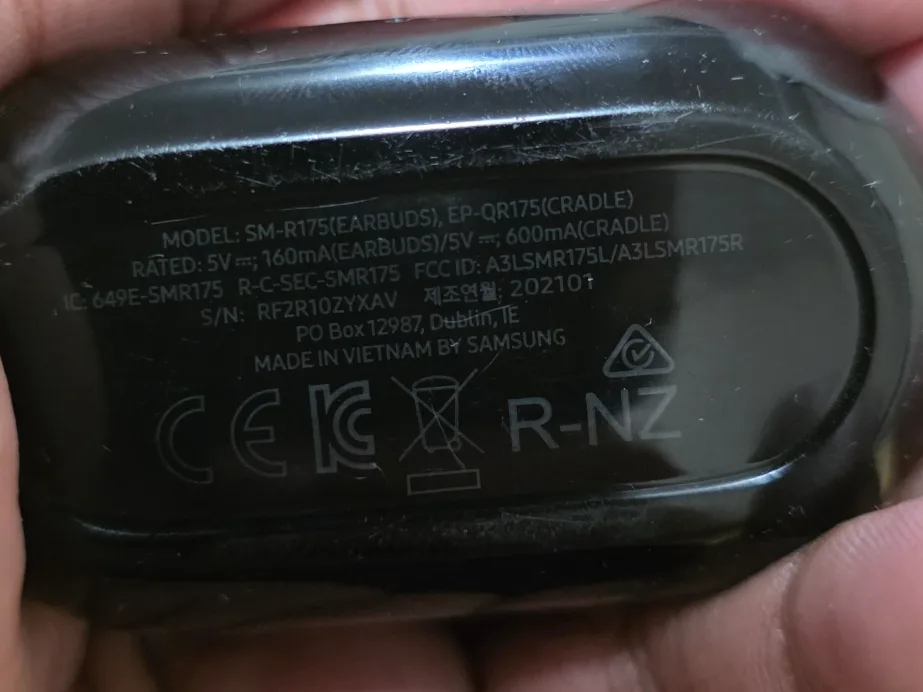 MODEL: SM-R175(EARBUDS), EP-QR175(CRADLE)
RATED: 5V⎓; 160mA(EARBUDS)/5V⎓; 600mA(CRADLE)
IC: 649E-SMR175 R-C-SEC-SMR175 FCC ID: A3LSMR175L/A3LSMR175R
S/N: RF2R10ZYXAV 제조연월: 202101
PO Box 12987, Dublin, IE
MADE IN VIETNAM BY SAMSUNG
CE KC R-NZ